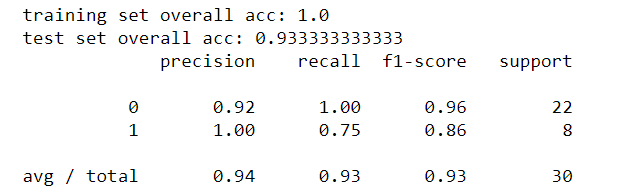 training set overall acc: 1.0
test set overall acc: 0.933333333333
precision recall f1-score support
0 0.92 1.00 0.96 22
1 1.00 0.75 0.86 8
avg / total 0.94 0.93 0.93 30